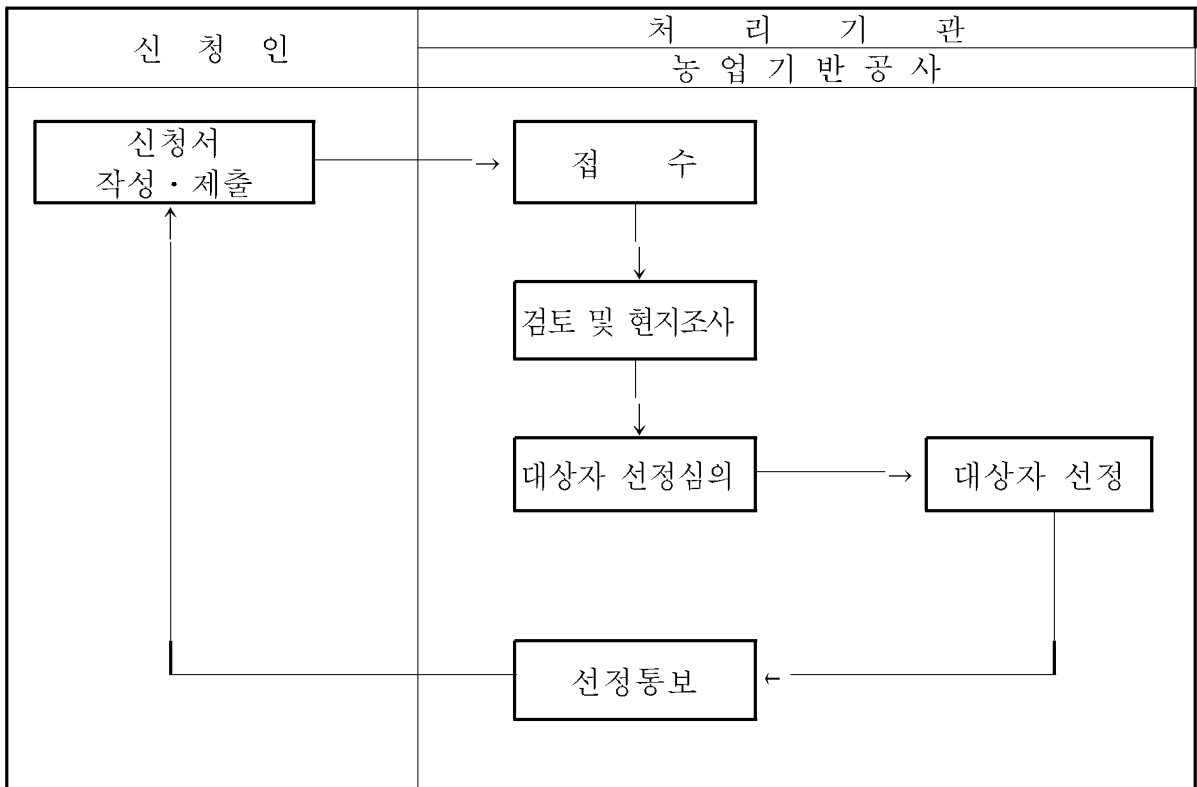 신 청 인
처 리 기 관
농 업 기 반 공 사
신청서
작성·제출
→
접 수
↓
검토 및 현지조사
↓
대상자 선정심의
→
대상자 선정
선정통보
←
↑